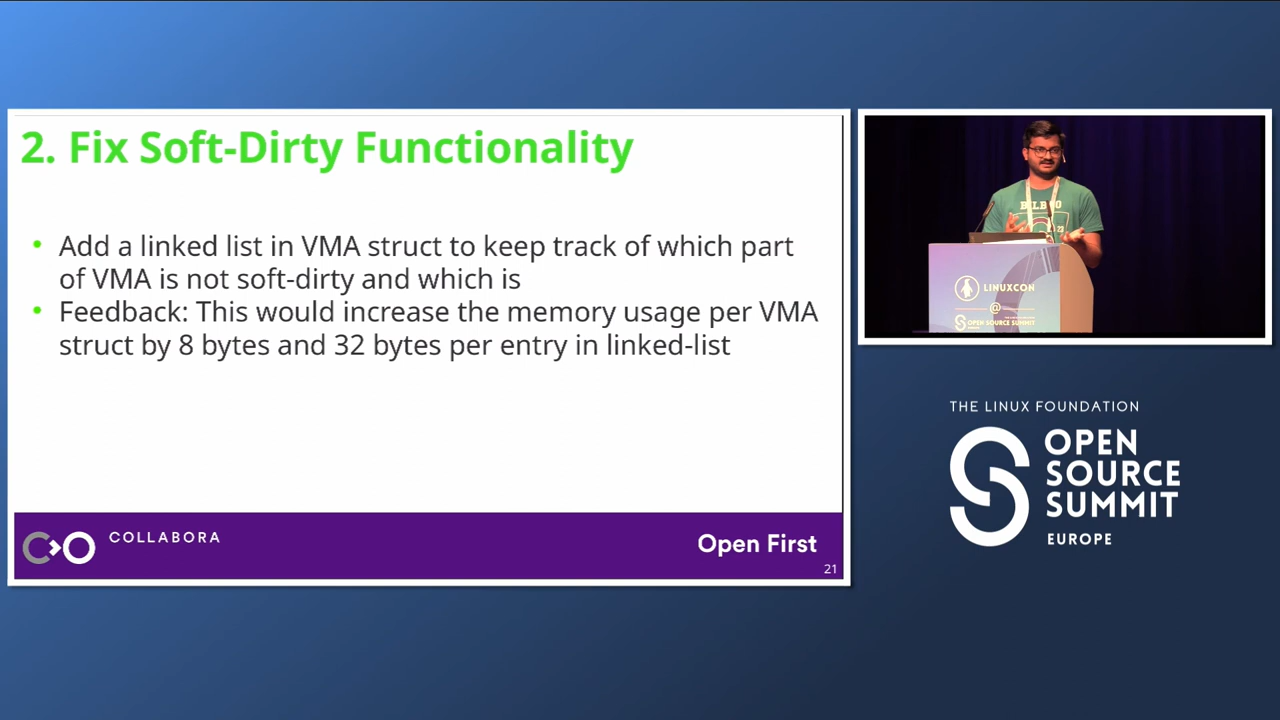 2. Fix Soft-Dirty Functionality
• Add a linked list in VMA struct to keep track of which part
of VMA is not soft-dirty and which is
• Feedback: This would increase the memory usage per VMA
struct by 8 bytes and 32 bytes per entry in linked-list
COLLABORA
Open First
21
LINUXCON
@
OPEN SOURCE SUMMIT
THE LINUX FOUNDATION
OPEN
SOURCE
SUMMIT
EUROPE